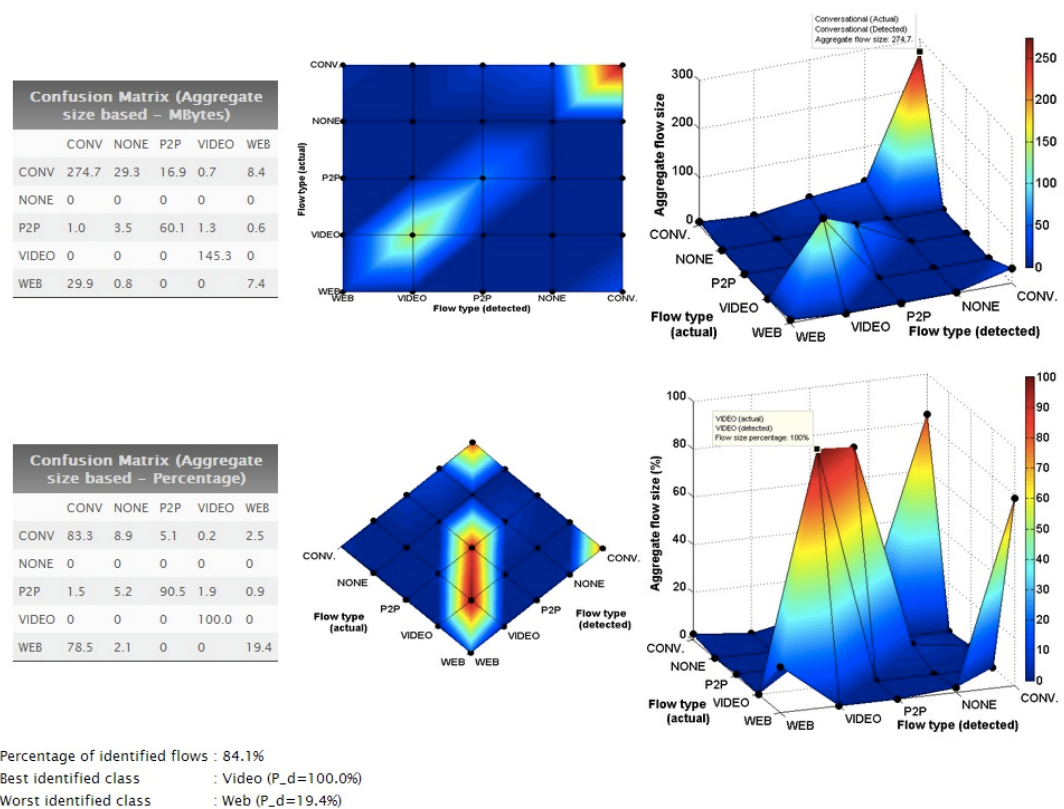 Confusion Matrix (Aggregate
size based – MBytes)
CONV NONE P2P VIDEO WEB
CONV 274.7 29.3 16.9 0.7 8.4
NONE 0 0 0 0 0
P2P 1.0 3.5 60.1 1.3 0.6
VIDEO 0 0 0 145.3 0
WEB 29.9 0.8 0 0 7.4
CONV.
NONE
P2P
VIDEO
WEB
Flow type (actual)
WEB VIDEO P2P NONE CONV.
Flow type (detected)
Conversational (Actual)
Conversational (Detected)
Aggregate flow size: 274.7
300
200
100
0
Aggregate flow size
CONV.
NONE
P2P
VIDEO
WEB
Flow type
(actual)
WEB
VIDEO
P2P
NONE
CONV.
Flow type (detected)
250
200
150
100
50
0
Confusion Matrix (Aggregate
size based – Percentage)
CONV NONE P2P VIDEO WEB
CONV 83.3 8.9 5.1 0.2 2.5
NONE 0 0 0 0 0
P2P 1.5 5.2 90.5 1.9 0.9
VIDEO 0 0 0 100.0 0
WEB 78.5 2.1 0 0 19.4
CONV.
NONE
P2P
VIDEO
WEB
Flow type
(actual)
WEB
VIDEO
P2P
NONE
CONV.
Flow type
(detected)
VIDEO (actual)
VIDEO (detected)
Flow size percentage: 100%
100
80
60
40
20
0
Aggregate flow size (%)
CONV.
NONE
P2P
VIDEO
WEB
Flow type
(actual)
WEB
VIDEO
P2P
NONE
CONV.
Flow type (detected)
100
90
80
70
60
50
40
30
20
10
0
Percentage of identified flows : 84.1%
Best identified class : Video (P_d=100.0%)
Worst identified class : Web (P_d=19.4%)